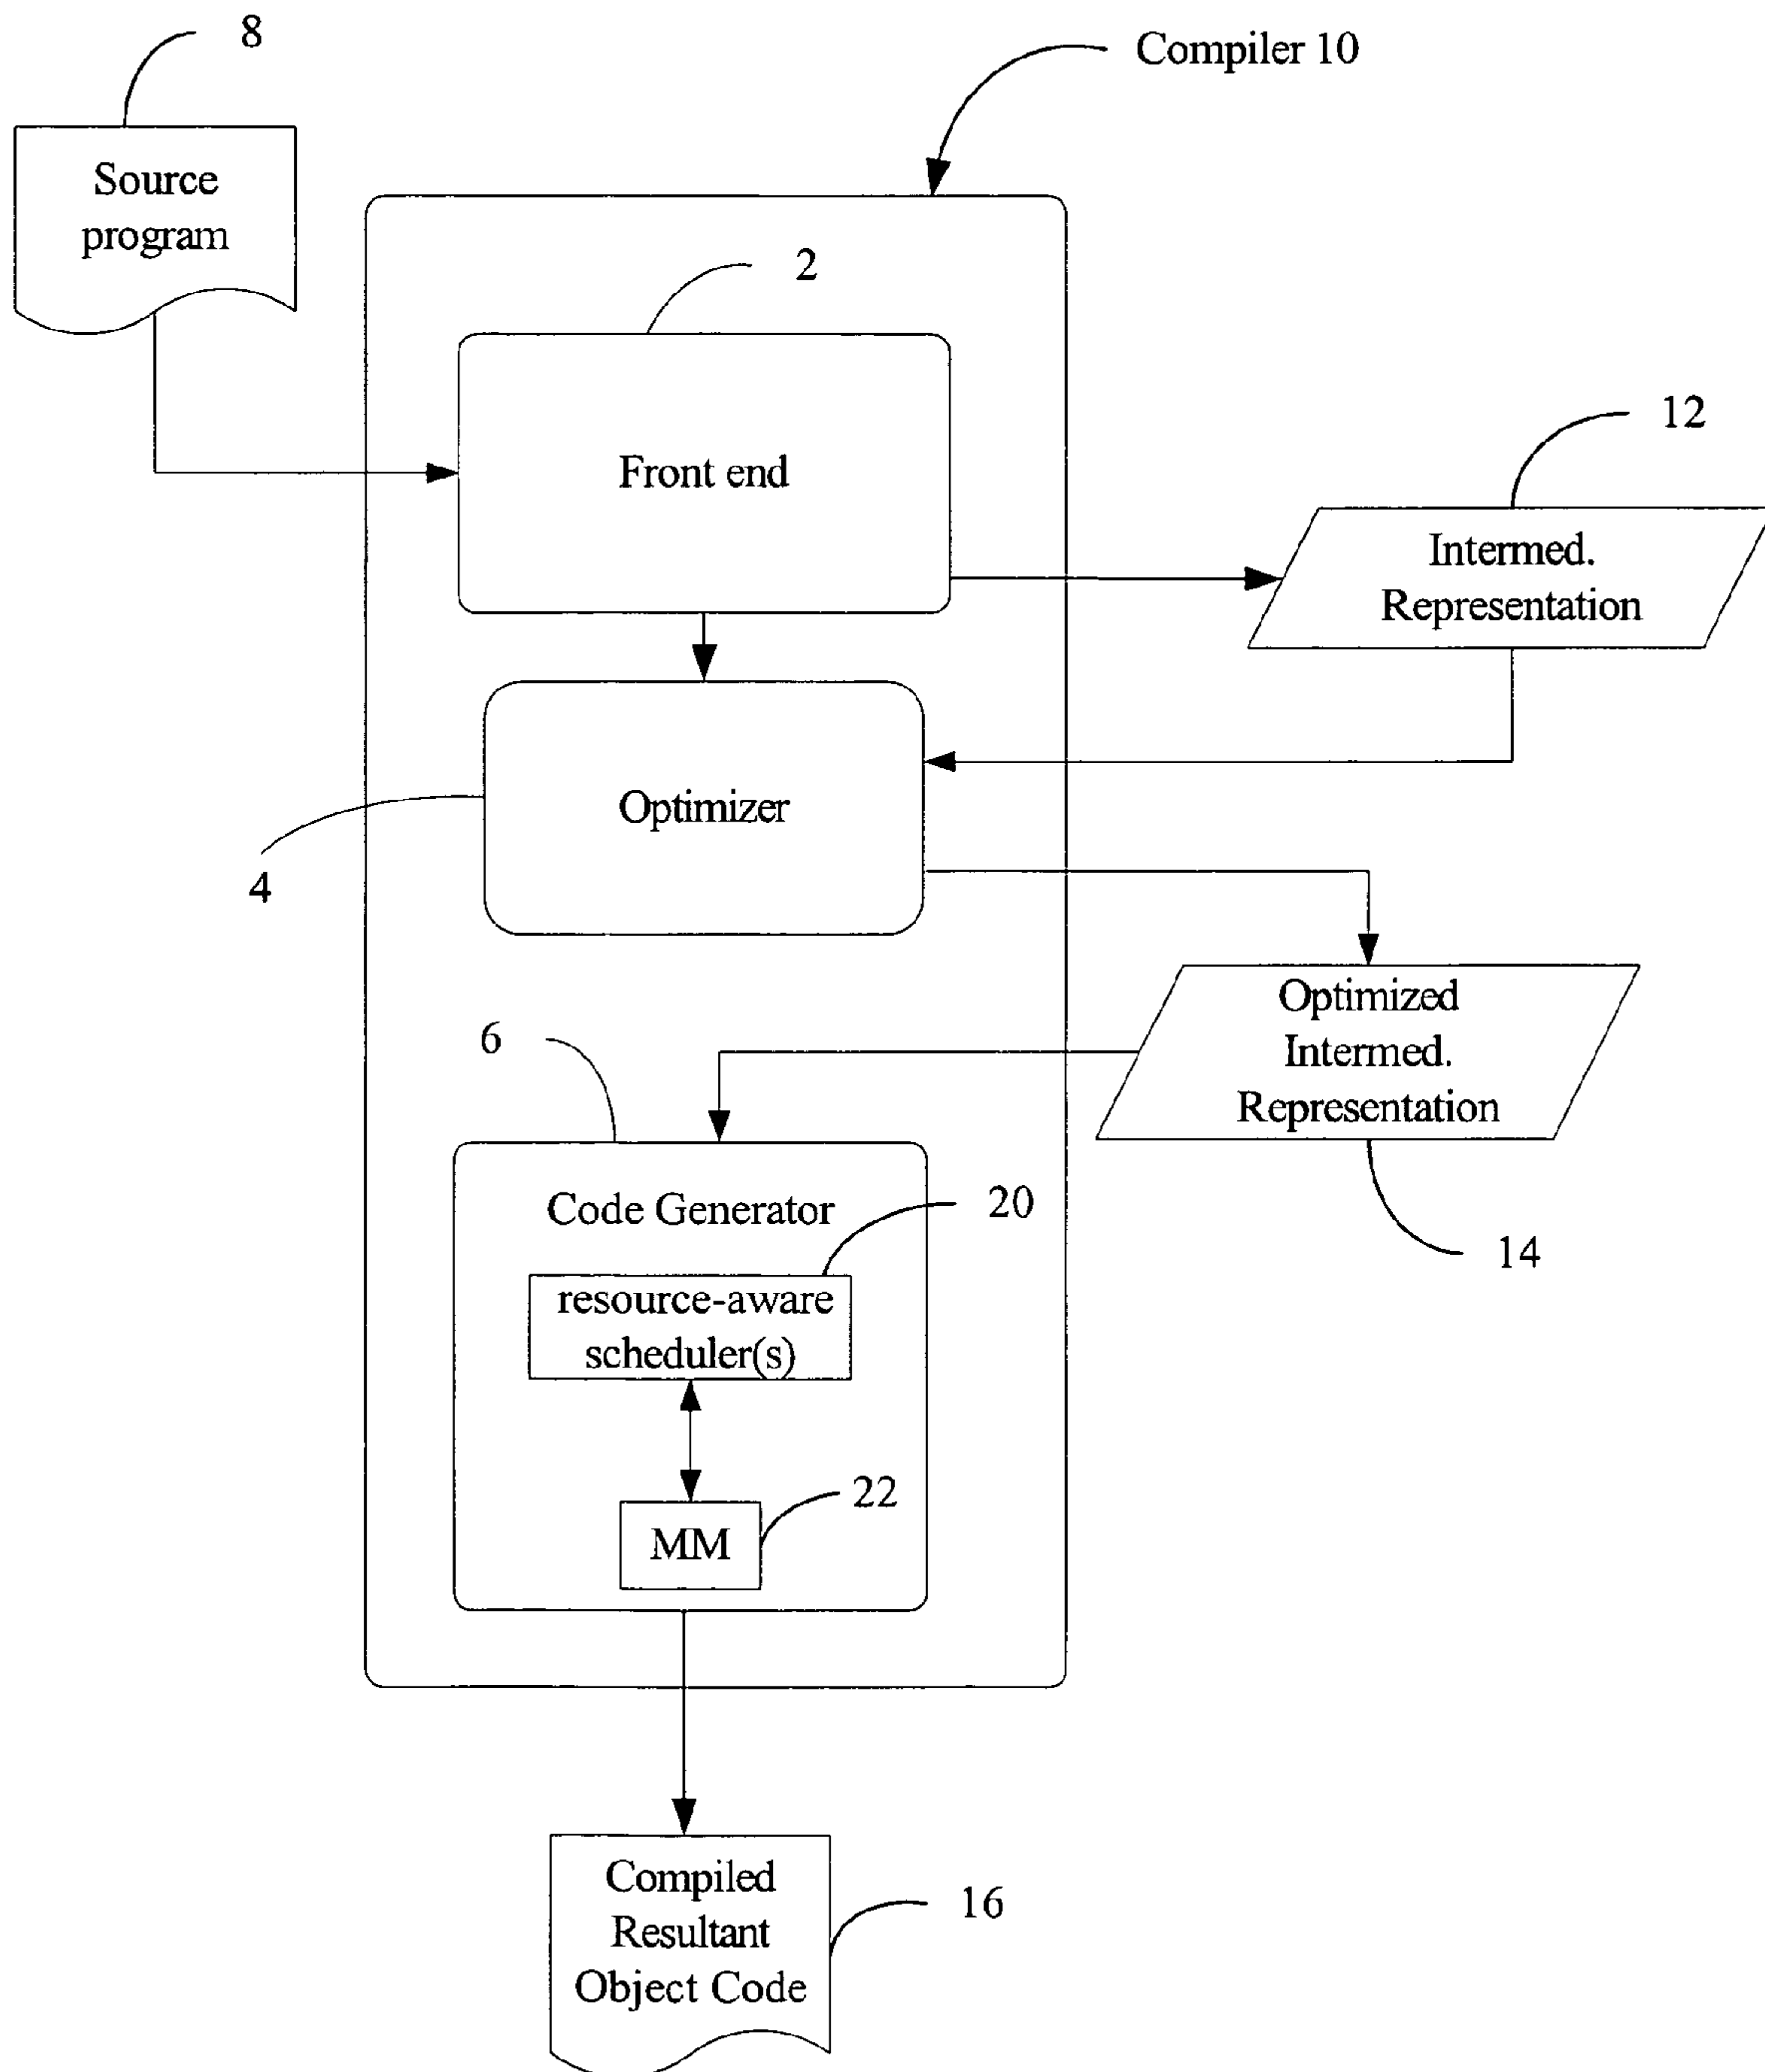 8
Compiler 10
Source
program
2
Front end
12
Intermed.
Representation
Optimizer
4
Optimized
Intermed.
Representation
6
Code Generator
20
14
resource-aware
scheduler(s)
22
MM
Compiled
Resultant
Object Code
16